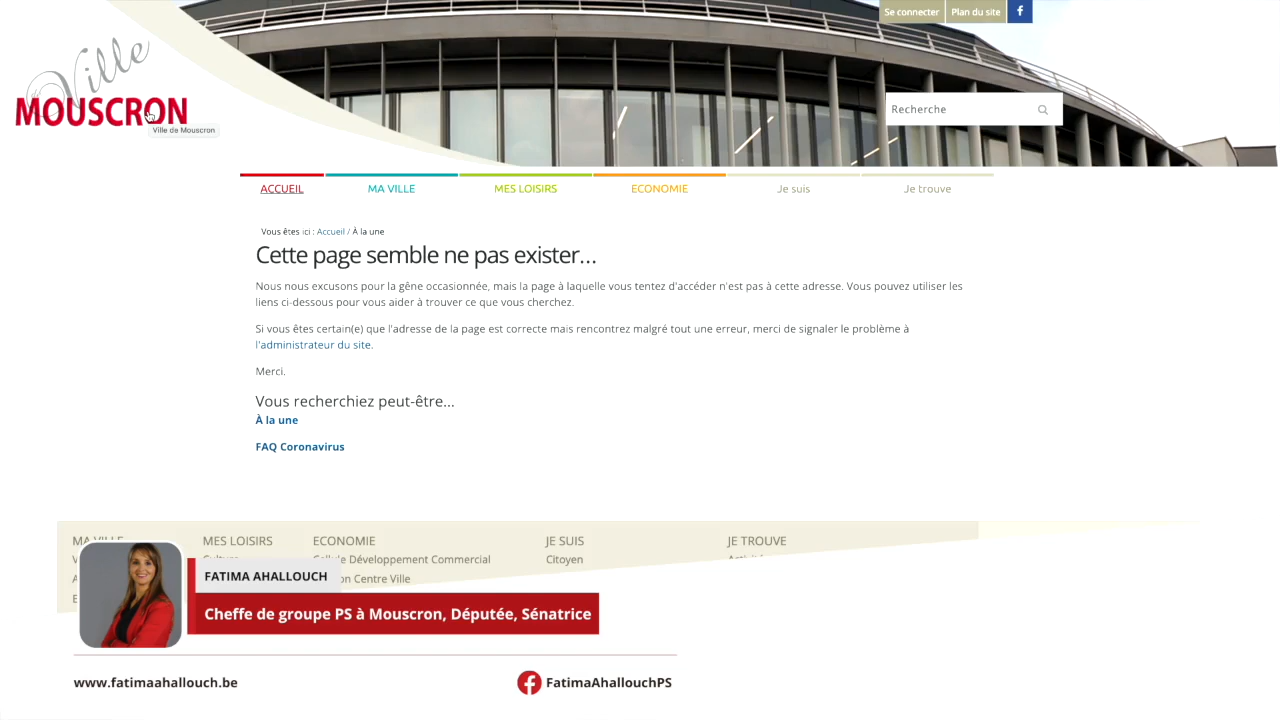 Se connecter
Plan du site
Ville
MOUSCRON
Ville de Mouscron
Recherche
ACCUEIL
MA VILLE
MES LOISIRS
ECONOMIE
Je suis
Je trouve
Vous êtes ici : Accueil / À la une
Cette page semble ne pas exister...
Nous nous excusons pour la gêne occasionnée, mais la page à laquelle vous tentez d'accéder n'est pas à cette adresse. Vous pouvez utiliser les
liens ci-dessous pour vous aider à trouver ce que vous cherchez.
Si vous êtes certain(e) que l'adresse de la page est correcte mais rencontrez malgré tout une erreur, merci de signaler le problème à
l'administrateur du site.
Merci.
Vous recherchiez peut-être...
À la une
FAQ Coronavirus
MA VILLE
MES LOISIRS
ECONOMIE
JE SUIS
JE TROUVE
Développement Commercial
Citoyen
Centre Ville
FATIMA AHALLOUCH
Cheffe de groupe PS à Mouscron, Députée, Sénatrice
www.fatimaahallouch.be
FatimaAhallouchPS